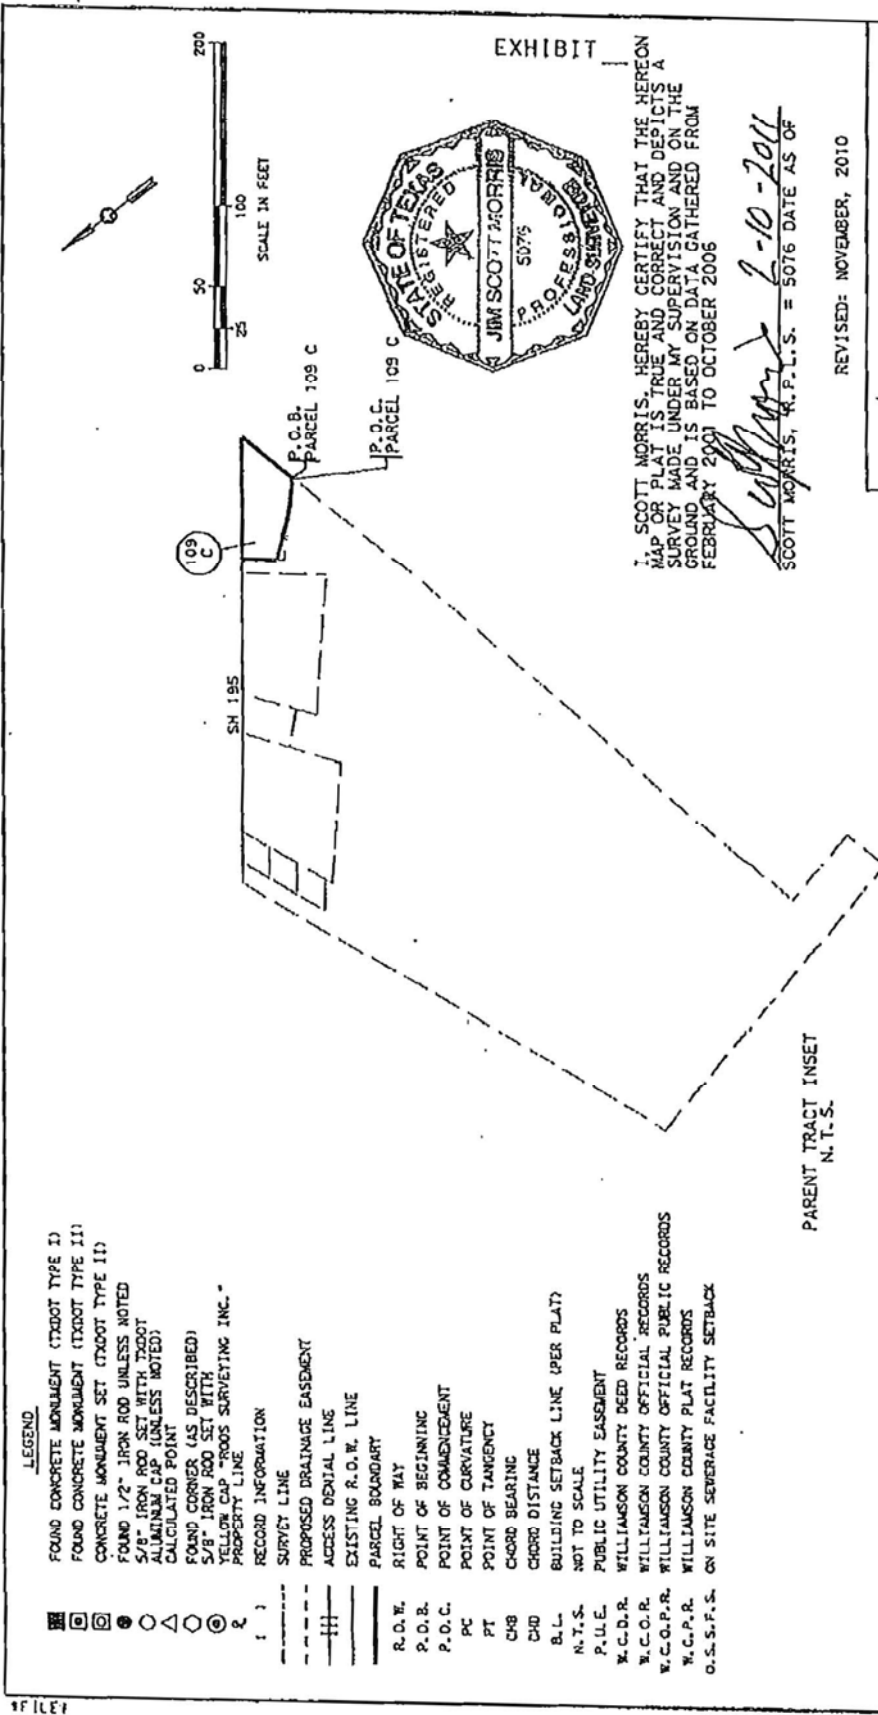 LEGEND
FOUND CONCRETE MONUMENT (TXDOT TYPE I)
FOUND CONCRETE MONUMENT (TXDOT TYPE II)
CONCRETE MONUMENT SET (TXDOT TYPE II)
FOUND 1/2" IRON ROD UNLESS NOTED
5/8" IRON ROD SET WITH TXDOT
ALUMINUM CAP (UNLESS NOTED)
CALCULATED POINT
FOUND CORNER (AS DESCRIBED)
5/8" IRON ROD SET WITH
YELLOW CAP "ROOS SURVEYING INC."
PROPERTY LINE
( ) RECORD INFORMATION
SURVEY LINE
PROPOSED DRAINAGE EASEMENT
ACCESS DENIAL LINE
EXISTING R.O.W. LINE
PARCEL BOUNDARY
R.O.W. RIGHT OF WAY
P.O.B. POINT OF BEGINNING
P.O.C. POINT OF COMMENCEMENT
PC POINT OF CURVATURE
PT POINT OF TANGENCY
CHB CHORD BEARING
CHD CHORD DISTANCE
B.L. BUILDING SETBACK LINE (PER PLAT)
N.T.S. NOT TO SCALE
P.U.E. PUBLIC UTILITY EASEMENT
W.C.D.R. WILLIAMSON COUNTY DEED RECORDS
W.C.O.R. WILLIAMSON COUNTY OFFICIAL RECORDS
W.C.O.P.R. WILLIAMSON COUNTY OFFICIAL PUBLIC RECORDS
W.C.P.R. WILLIAMSON COUNTY PLAT RECORDS
O.S.S.F.S. ON SITE SEWERAGE FACILITY SETBACK
PARENT TRACT INSET
N.T.S.
SH 195
109
C
P.O.B.
PARCEL 109 C
P.O.C.
PARCEL 109 C
0 25 50 100 200
SCALE IN FEET
EXHIBIT __
STATE OF TEXAS
REGISTERED
JIM SCOTT MORRIS
5076
PROFESSIONAL
LAND SURVEYOR
I, SCOTT MORRIS, HEREBY CERTIFY THAT THE HEREON
MAP OR PLAT IS TRUE AND CORRECT AND DEPICTS A
SURVEY MADE UNDER MY SUPERVISION AND ON THE
GROUND AND IS BASED ON DATA GATHERED FROM
FEBRUARY 2001 TO OCTOBER 2006
2-10-2011
SCOTT MORRIS, R.P.L.S. = 5076 DATE AS OF
REVISED: NOVEMBER, 2010